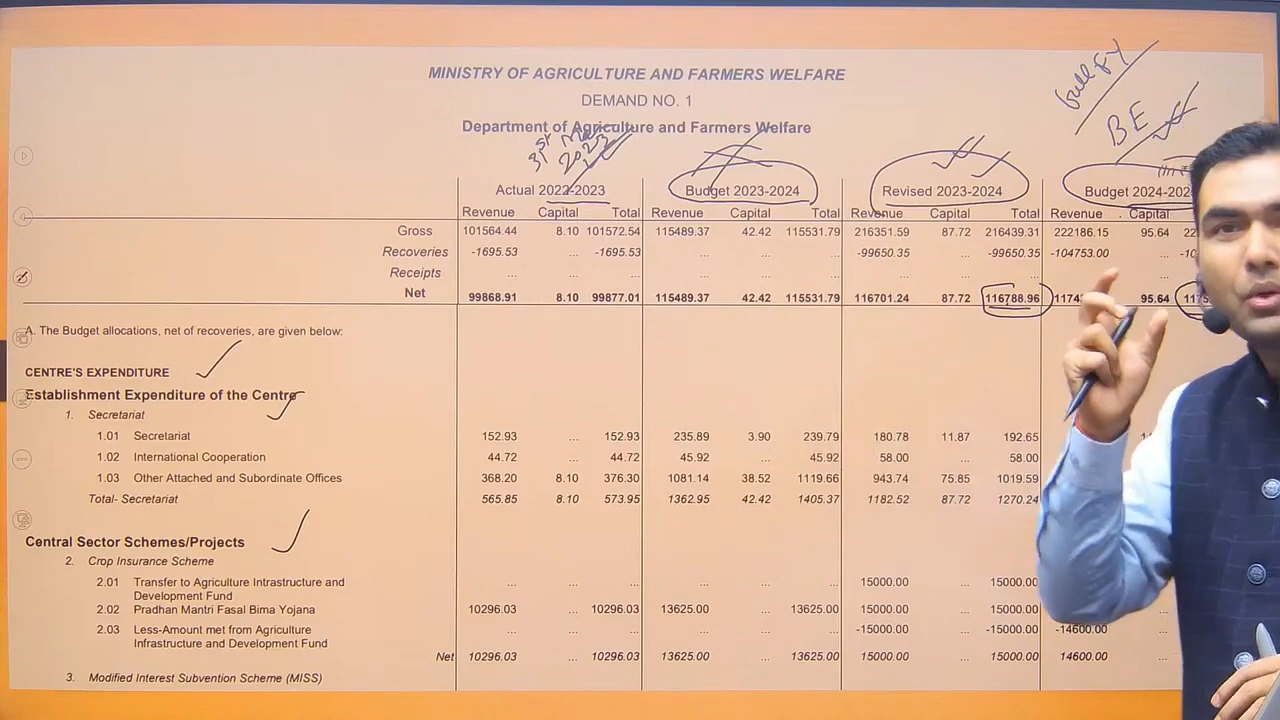 MINISTRY OF AGRICULTURE AND FARMERS WELFARE
DEMAND NO. 1
Department of Agriculture and Farmers Welfare
full FY
BE
31st Mar 2023
Actual 2022-2023 Budget 2023-2024 Revised 2023-2024 Budget 2024-202
Revenue Capital Total Revenue Capital Total Revenue Capital Total Revenue Capital
Gross 101564.44 8.10 101572.54 115489.37 42.42 115531.79 216351.59 87.72 216439.31 222186.15 95.64 22
Recoveries -1695.53 ... -1695.53 ... ... ... -99650.35 ... -99650.35 -104753.00 ... -10
Receipts ... ... ... ... ... ... ... ... ... ... ...
Net 99868.91 8.10 99877.01 115489.37 42.42 115531.79 116701.24 87.72 116788.96 1174 95.64 1175
A. The Budget allocations, net of recoveries, are given below:
CENTRE'S EXPENDITURE
Establishment Expenditure of the Centre
1. Secretariat
1.01 Secretariat 152.93 ... 152.93 235.89 3.90 239.79 180.78 11.87 192.65
1.02 International Cooperation 44.72 ... 44.72 45.92 ... 45.92 58.00 ... 58.00
1.03 Other Attached and Subordinate Offices 368.20 8.10 376.30 1081.14 38.52 1119.66 943.74 75.85 1019.59
Total- Secretariat 565.85 8.10 573.95 1362.95 42.42 1405.37 1182.52 87.72 1270.24
Central Sector Schemes/Projects
2. Crop Insurance Scheme
2.01 Transfer to Agriculture Infrastructure and ... ... ... ... ... ... 15000.00 ... 15000.00
Development Fund
2.02 Pradhan Mantri Fasal Bima Yojana 10296.03 ... 10296.03 13625.00 ... 13625.00 15000.00 ... 15000.00
2.03 Less-Amount met from Agriculture ... ... ... ... ... ... -15000.00 ... -15000.00 -14600.00 ...
Infrastructure and Development Fund
Net 10296.03 ... 10296.03 13625.00 ... 13625.00 15000.00 ... 15000.00 14600.00 ...
3. Modified Interest Subvention Scheme (MISS)